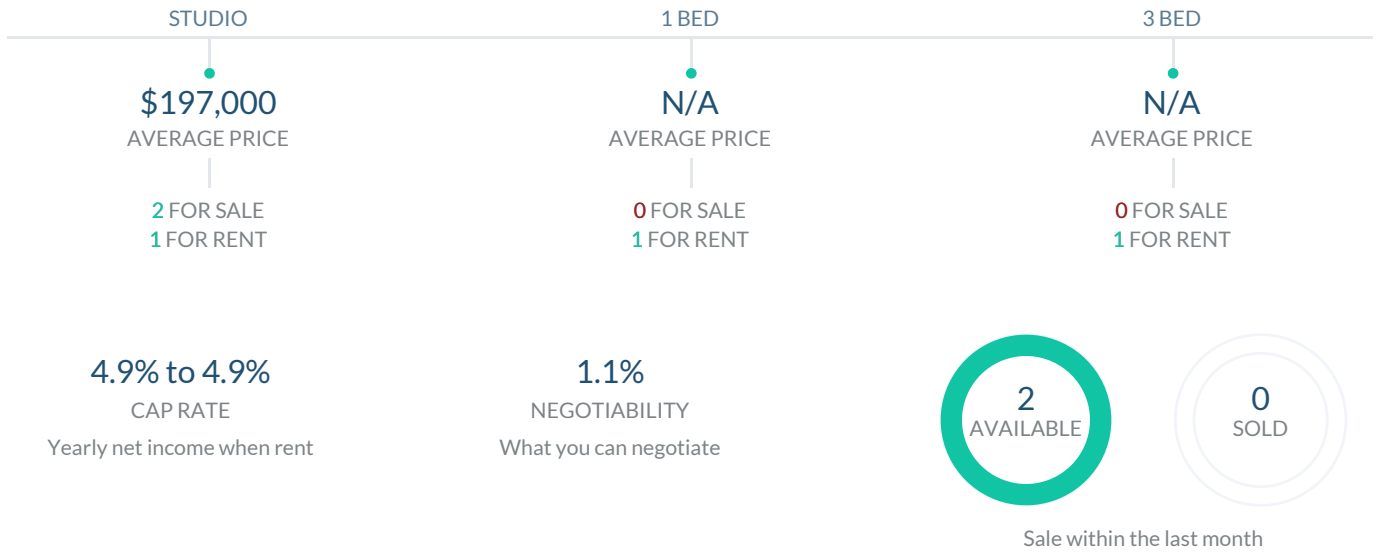 STUDIO
1 BED
3 BED
$197,000
AVERAGE PRICE
2 FOR SALE
1 FOR RENT
N/A
AVERAGE PRICE
0 FOR SALE
1 FOR RENT
N/A
AVERAGE PRICE
0 FOR SALE
1 FOR RENT
4.9% to 4.9%
CAP RATE
Yearly net income when rent
1.1%
NEGOTIABILITY
What you can negotiate
2
AVAILABLE
0
SOLD
Sale within the last month